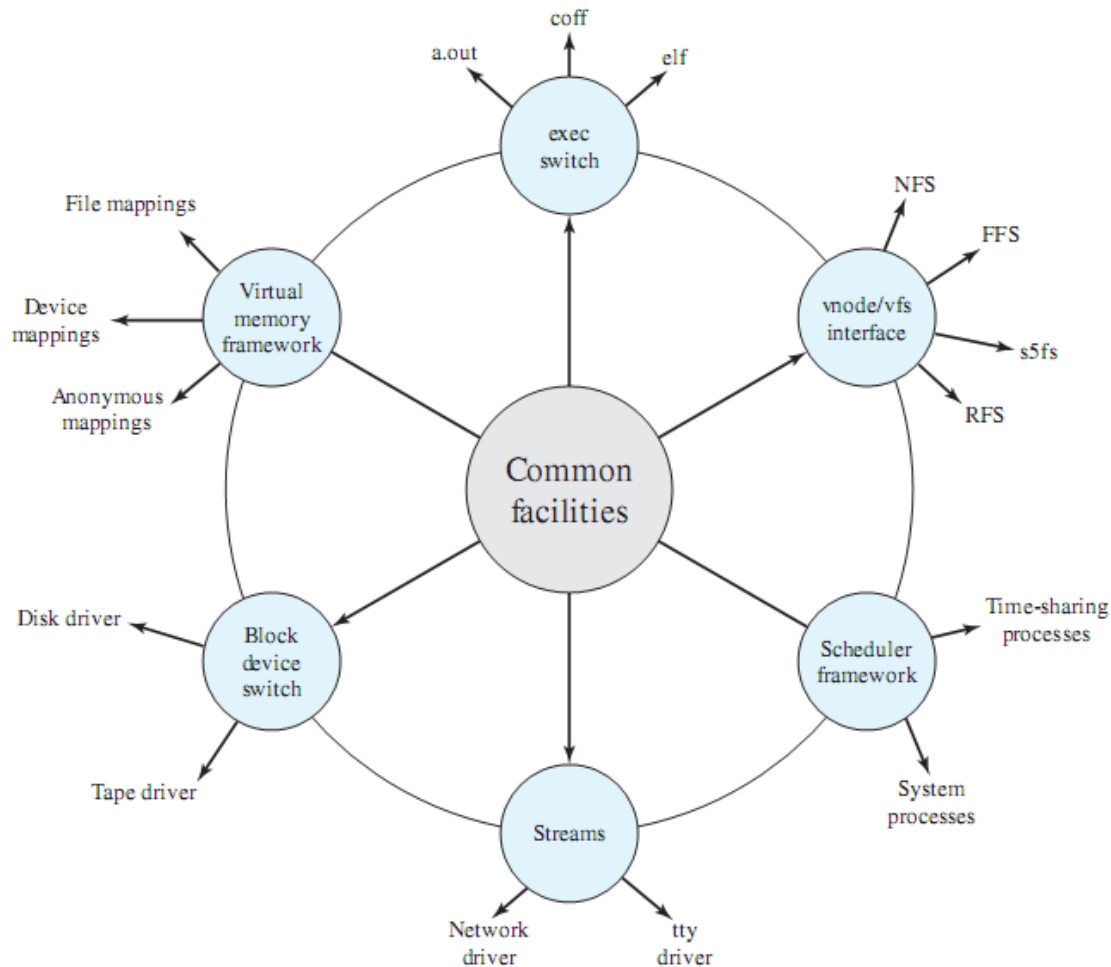 coff
a.out
elf
exec
switch
NFS
File mappings
FFS
Virtual
memory
framework
vnode/vfs
interface
Device
mappings
s5fs
Anonymous
mappings
RFS
Common
facilities
Disk driver
Block
device
switch
Time-sharing
processes
Scheduler
framework
Tape driver
System
processes
Streams
Network
driver
tty
driver